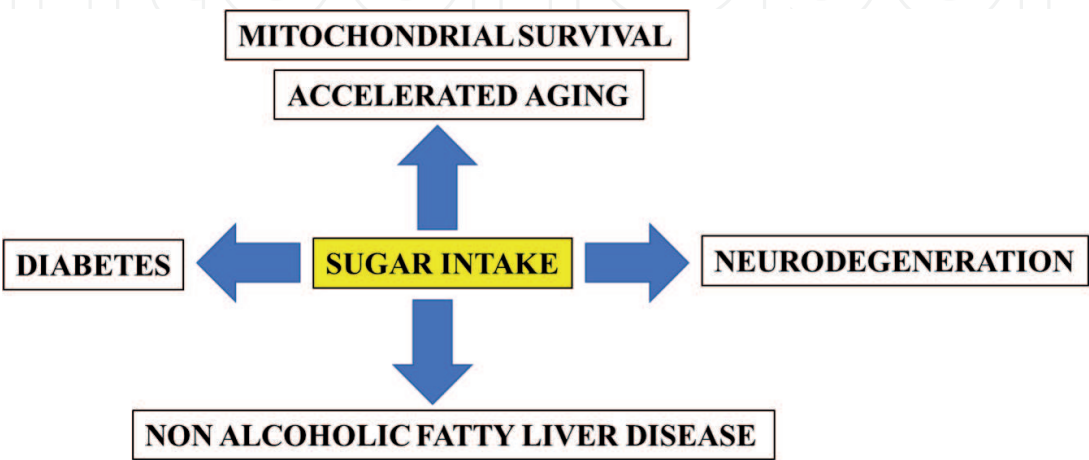 MITOCHONDRIAL SURVIVAL
ACCELERATED AGING
DIABETES
SUGAR INTAKE
NEURODEGENERATION
NON ALCOHOLIC FATTY LIVER DISEASE